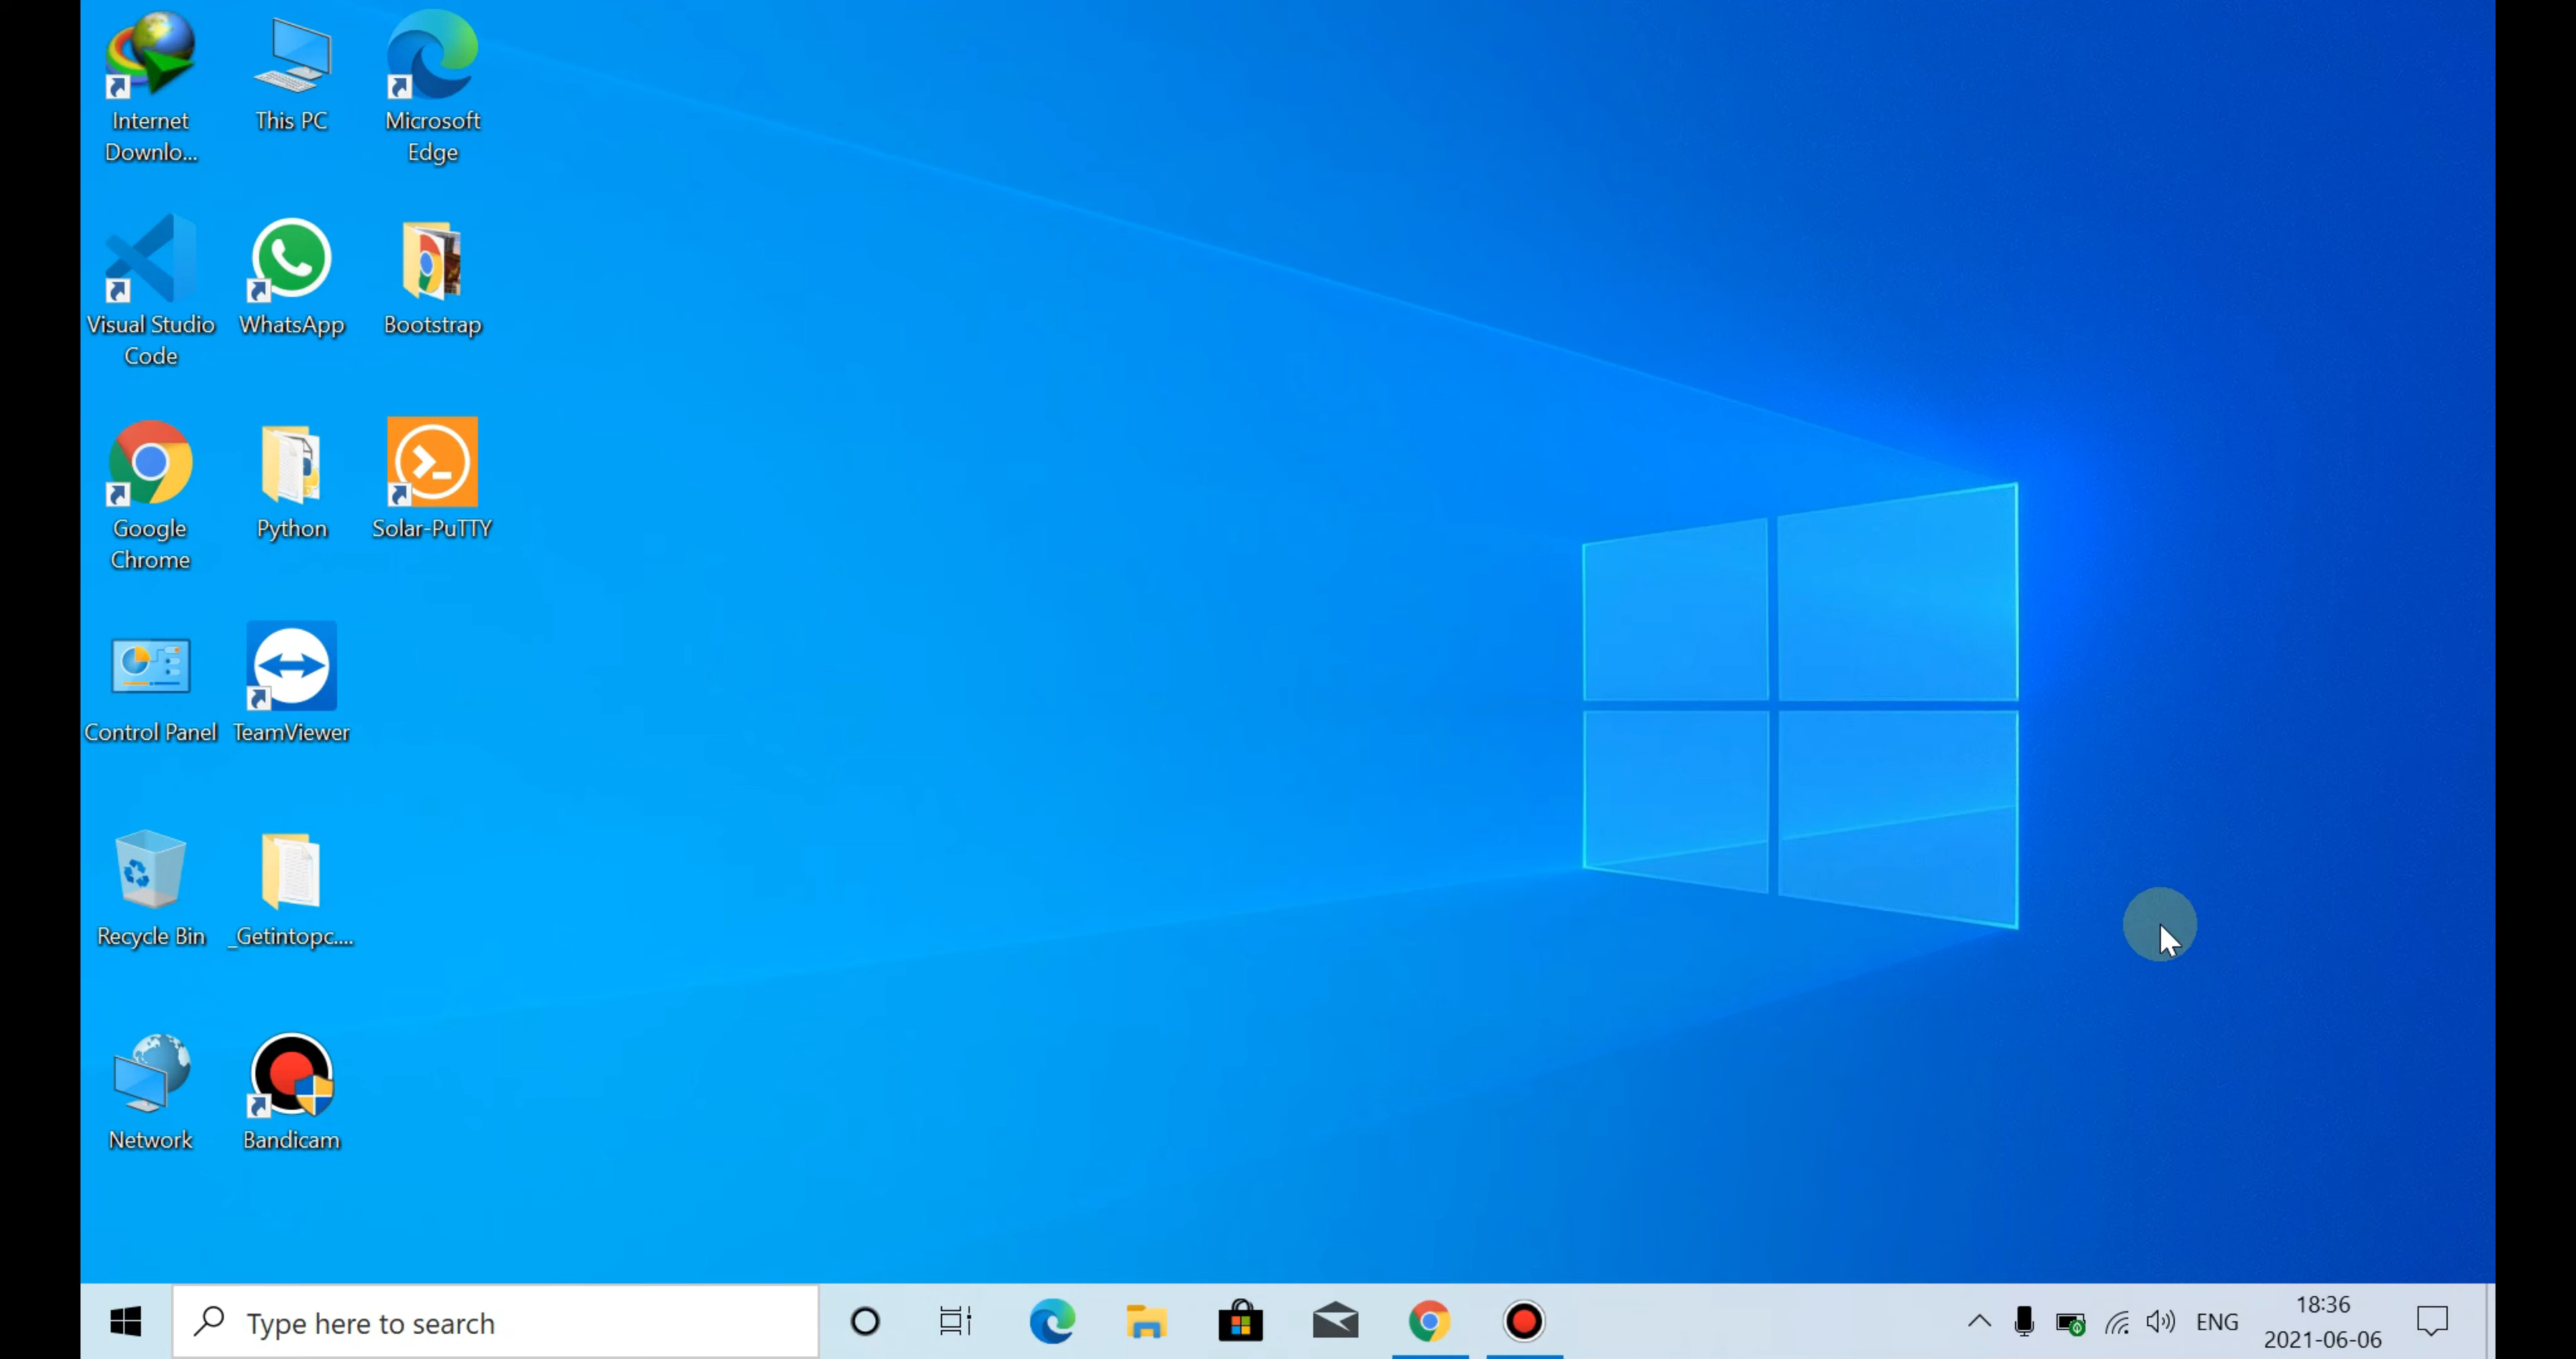 Internet
Downlo...
This PC
Microsoft
Edge
Visual Studio
Code
WhatsApp
Bootstrap
Google
Chrome
Python
Solar-PuTTY
Control Panel
TeamViewer
Recycle Bin
_Getintopc....
Network
Bandicam
Type here to search
ENG
18:36
2021-06-06